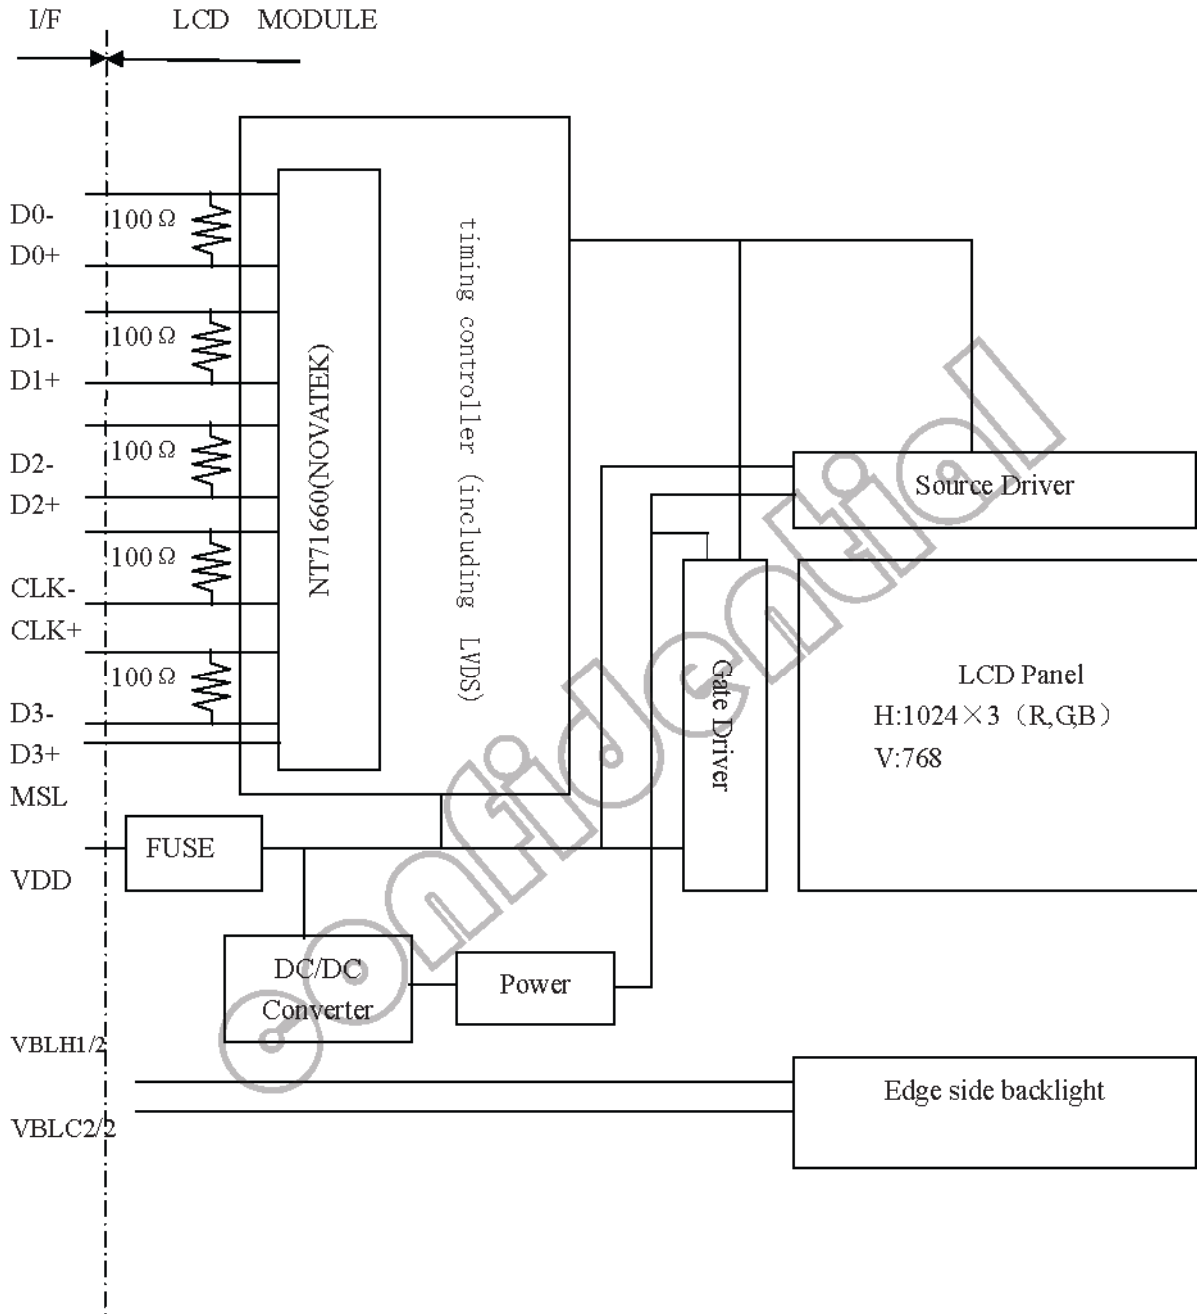 I/F LCD MODULE
D0-
100 Ω
D0+
D1-
100 Ω
D1+
D2-
100 Ω
D2+
CLK-
100 Ω
CLK+
D3-
100 Ω
D3+
MSL
NT71660(NOVATEK)
timing controller (including LVDS)
Source Driver
Gate Driver
LCD Panel
H:1024×3 (R,G,B)
V:768
FUSE
VDD
DC/DC
Converter
Power
VBLH1/2
VBLC2/2
Edge side backlight
confidential